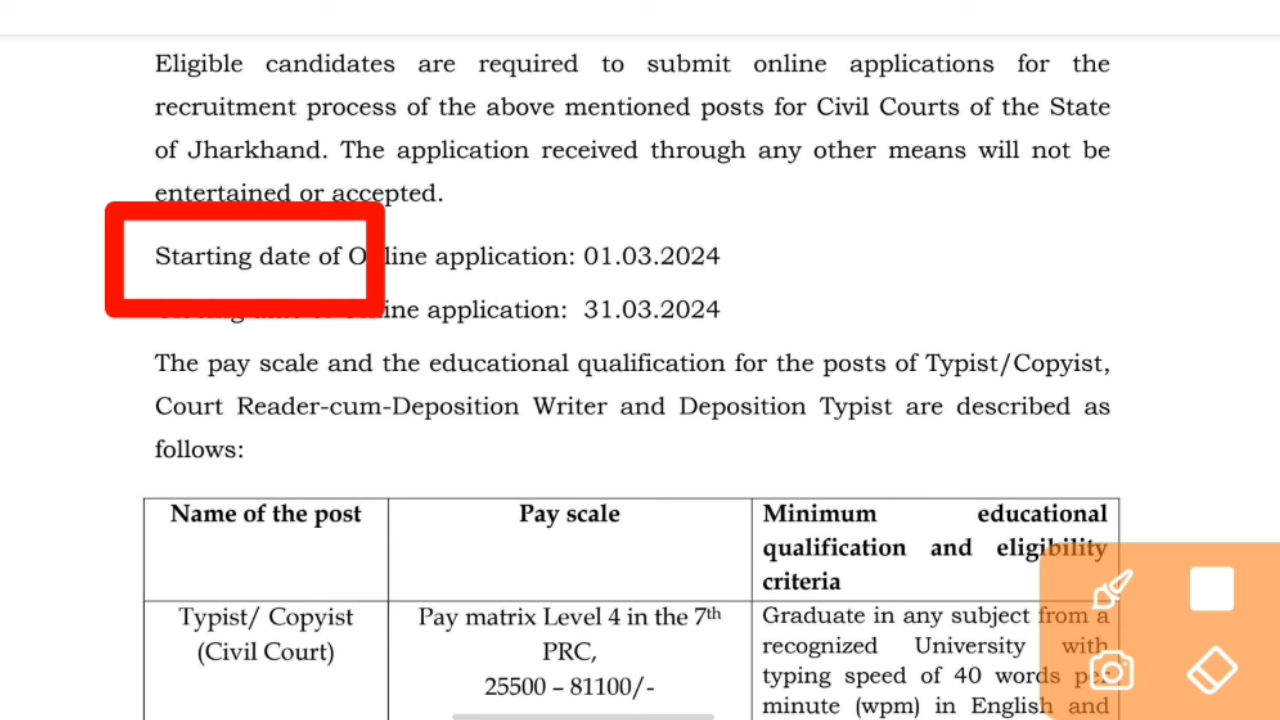 Eligible candidates are required to submit online applications for the
recruitment process of the above mentioned posts for Civil Courts of the State
of Jharkhand. The application received through any other means will not be
entertained or accepted.
Starting date of Online application: 01.03.2024
application: 31.03.2024
The pay scale and the educational qualification for the posts of Typist/Copyist,
Court Reader-cum-Deposition Writer and Deposition Typist are described as
follows:
Name of the post
Pay scale
Minimum educational
qualification and eligibility
criteria
Typist/ Copyist
(Civil Court)
Pay matrix Level 4 in the 7th
PRC,
25500 – 81100/-
Graduate in any subject from a
recognized University with
typing speed of 40 words per
minute (wpm) in English and